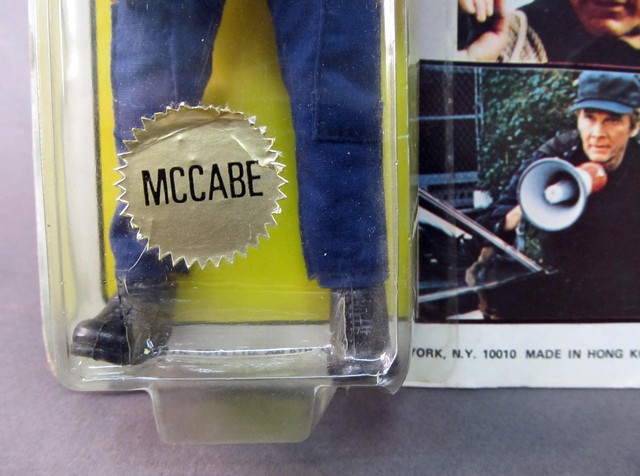 MCCABE
YORK, N.Y. 10010 MADE IN HONG